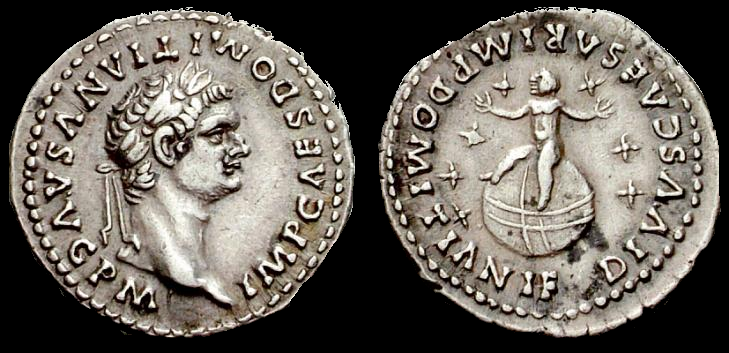 IMP CAES DOMITIANVS AVG P M
DIVVS CAESAR IMP DOMITIANI F